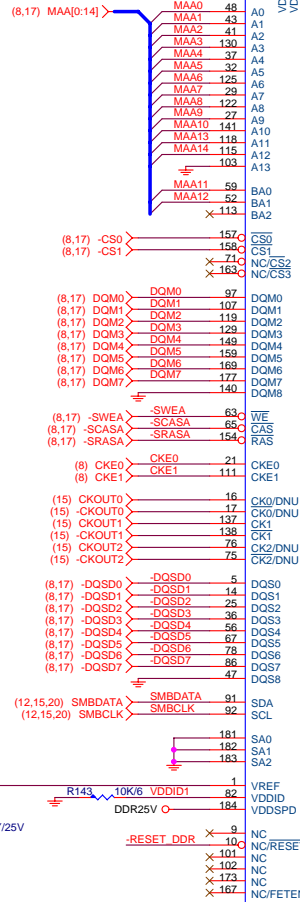 VD
VD
(8,17) MAA[0:14]
MAA0 48 A0
MAA1 43 A1
MAA2 41 A2
MAA3 130 A3
MAA4 37 A4
MAA5 32 A5
MAA6 125 A6
MAA7 29 A7
MAA8 122 A8
MAA9 27 A9
MAA10 141 A10
MAA13 118 A11
MAA14 115 A12
103 A13
MAA11 59 BA0
MAA12 52 BA1
113 BA2
(8,17) -CS0 157 CS0
(8,17) -CS1 158 CS1
71 NC/CS2
163 NC/CS3
(8,17) DQM0 DQM0 97 DQM0
(8,17) DQM1 DQM1 107 DQM1
(8,17) DQM2 DQM2 119 DQM2
(8,17) DQM3 DQM3 129 DQM3
(8,17) DQM4 DQM4 149 DQM4
(8,17) DQM5 DQM5 159 DQM5
(8,17) DQM6 DQM6 169 DQM6
(8,17) DQM7 DQM7 177 DQM7
140 DQM8
(8,17) -SWEA -SWEA 63 WE
(8,17) -SCASA -SCASA 65 CAS
(8,17) -SRASA -SRASA 154 RAS
(8) CKE0 CKE0 21 CKE0
(8) CKE1 CKE1 111 CKE1
(15) CKOUT0 16 CK0/DNU
(15) -CKOUT0 17 CK0/DNU
(15) CKOUT1 137 CK1
(15) -CKOUT1 138 CK1
(15) CKOUT2 76 CK2/DNU
(15) -CKOUT2 75 CK2/DNU
(8,17) -DQSD0 -DQSD0 5 DQS0
(8,17) -DQSD1 -DQSD1 14 DQS1
(8,17) -DQSD2 -DQSD2 25 DQS2
(8,17) -DQSD3 -DQSD3 36 DQS3
(8,17) -DQSD4 -DQSD4 56 DQS4
(8,17) -DQSD5 -DQSD5 67 DQS5
(8,17) -DQSD6 -DQSD6 78 DQS6
(8,17) -DQSD7 -DQSD7 86 DQS7
47 DQS8
(12,15,20) SMBDATA SMBDATA 91 SDA
(12,15,20) SMBCLK SMBCLK 92 SCL
181 SA0
182 SA1
183 SA2
1 VREF
R143 10K/6 VDDID1 82 VDDID
DDR25V 184 VDDSPD
/25V
9 NC
-RESET_DDR 10 NC/RESE
101 NC
102 NC
173 NC
167 NC/FETEN